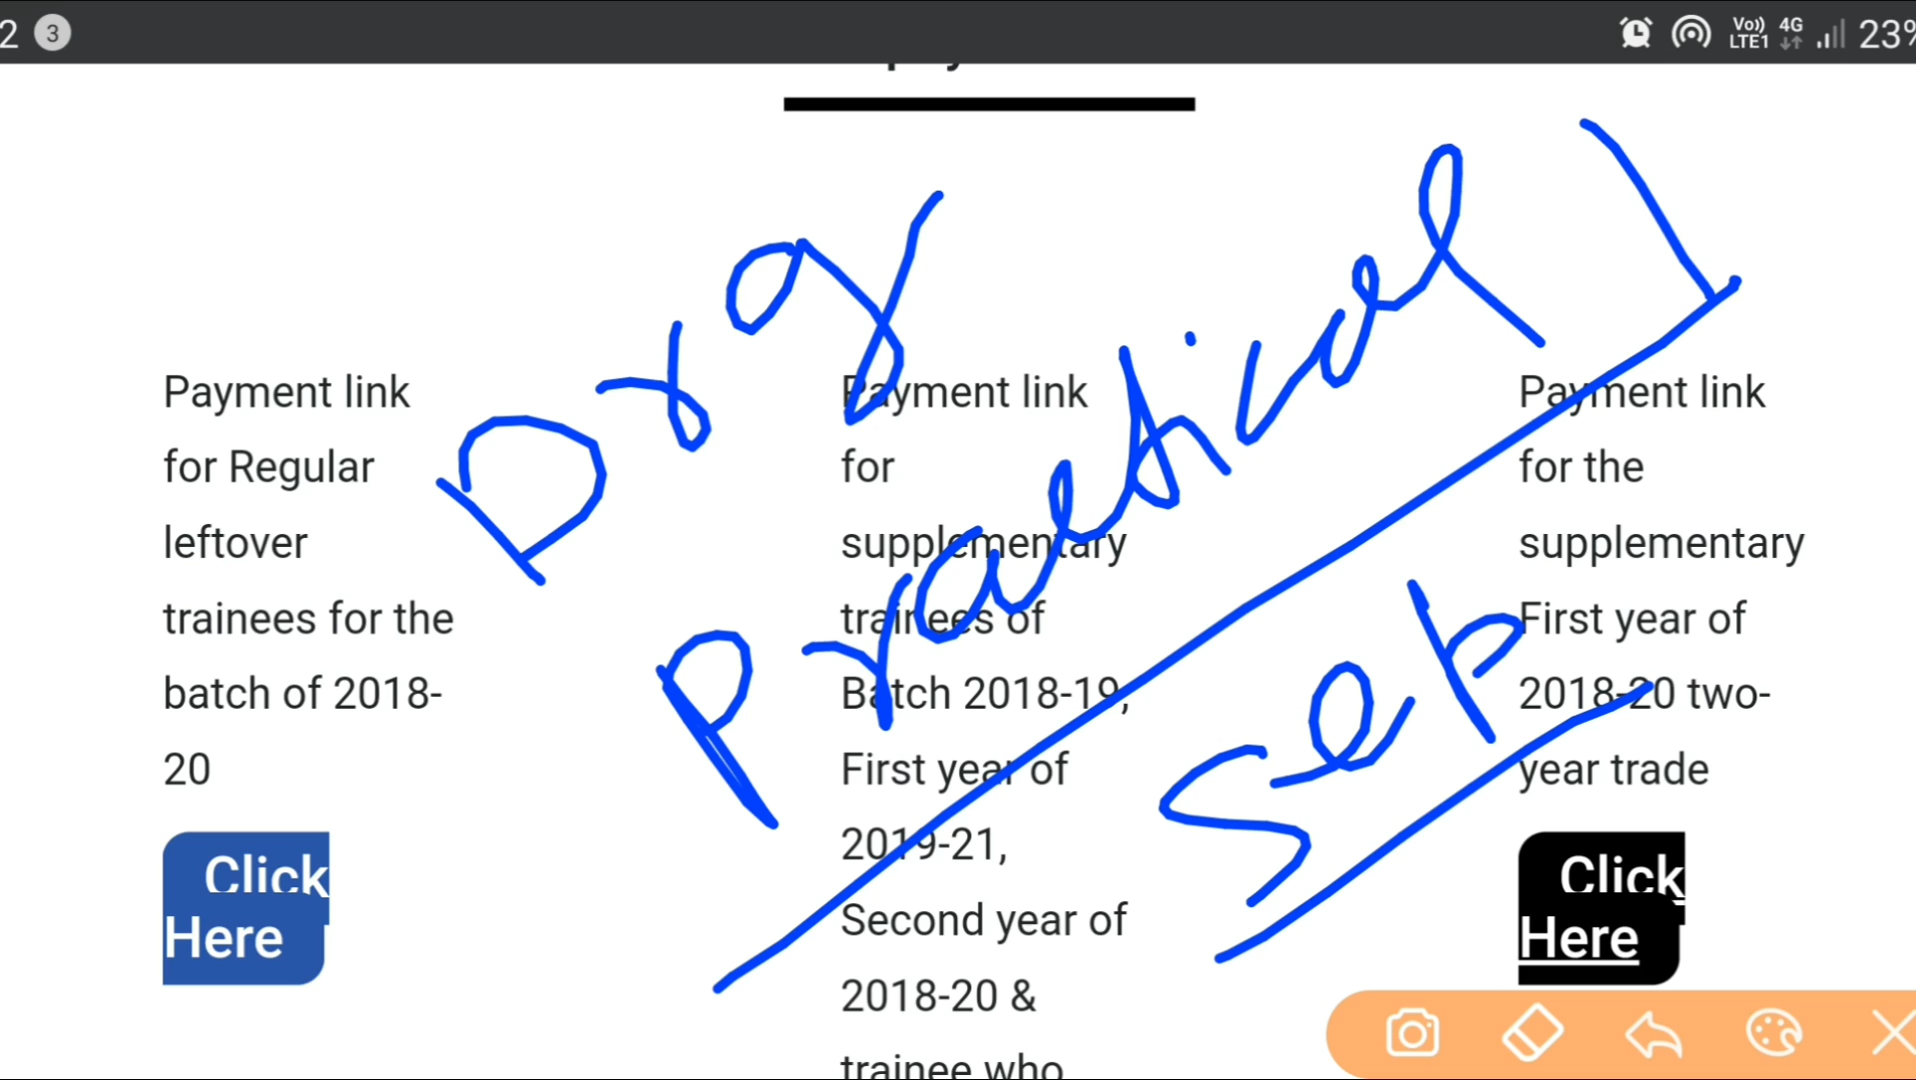 2 3 Vo)) LTE1 4G 23%
Payment link
for Regular
leftover
trainees for the
batch of 2018-
20
Click
Here
Payment link
for
supplementary
trainees of
Batch 2018-19,
First year of
2019-21,
Second year of
2018-20 &
trainee who
Payment link
for the
supplementary
First year of
2018-20 two-
year trade
Click
Here
Drg
Practical
Sep